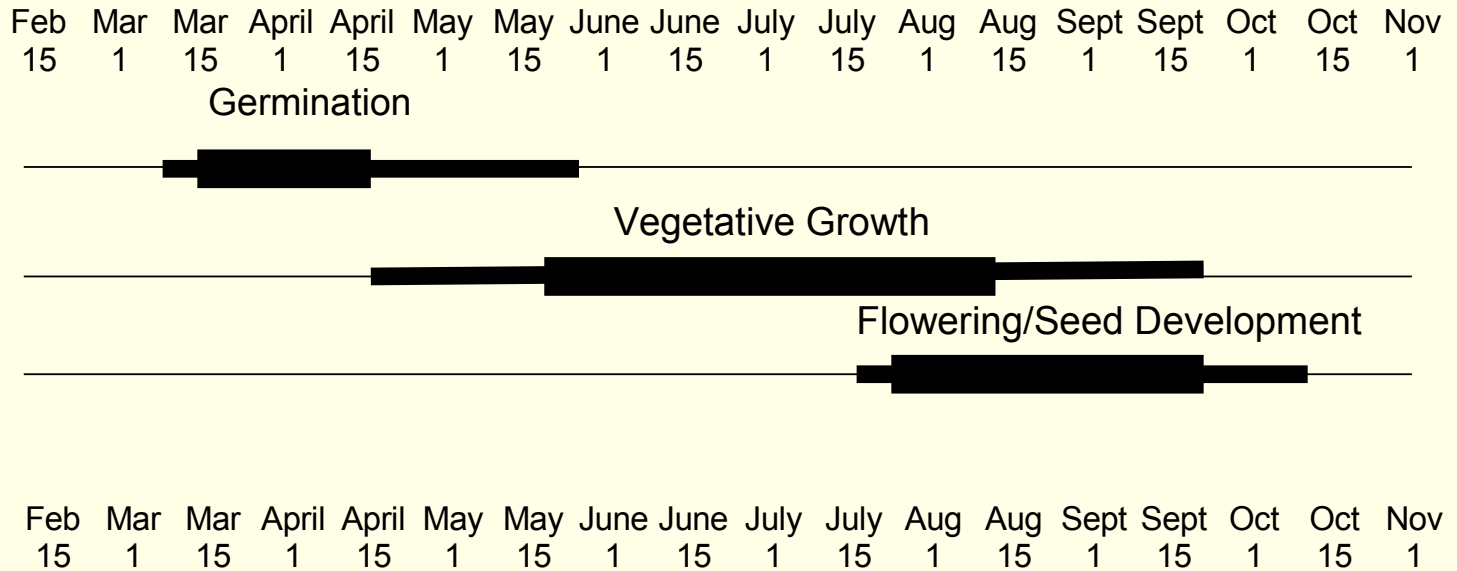 Feb Mar Mar April April May May June June July July Aug Aug Sept Sept Oct Oct Nov
15 1 15 1 15 1 15 1 15 1 15 1 15 1 15 1 15 1
Germination
Vegetative Growth
Flowering/Seed Development
Feb Mar Mar April April May May June June July July Aug Aug Sept Sept Oct Oct Nov
15 1 15 1 15 1 15 1 15 1 15 1 15 1 15 1 15 1